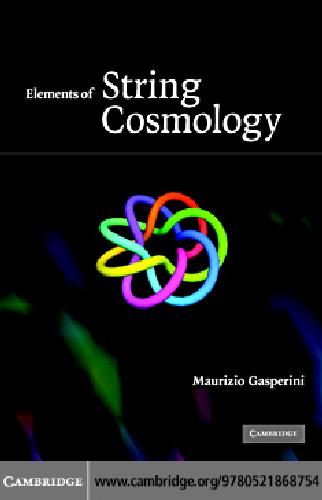 Elements of String
Cosmology
Maurizio Gasperini
CAMBRIDGE
CAMBRIDGE www.cambridge.org/9780521868754